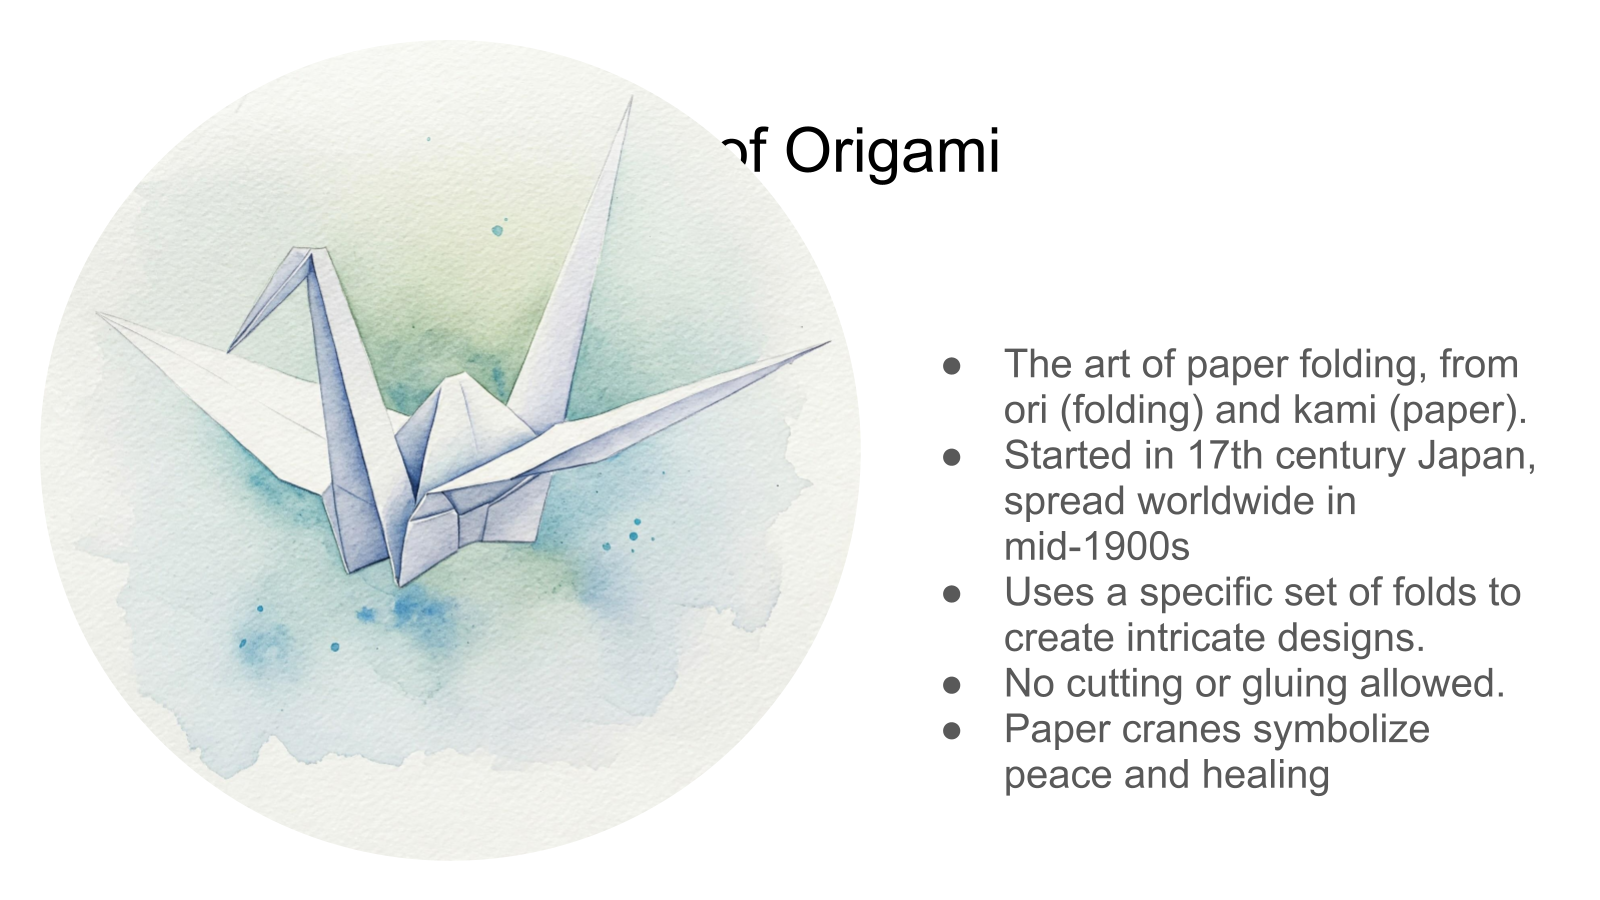 of Origami
● The art of paper folding, from
ori (folding) and kami (paper).
● Started in 17th century Japan,
spread worldwide in
mid-1900s
● Uses a specific set of folds to
create intricate designs.
● No cutting or gluing allowed.
● Paper cranes symbolize
peace and healing